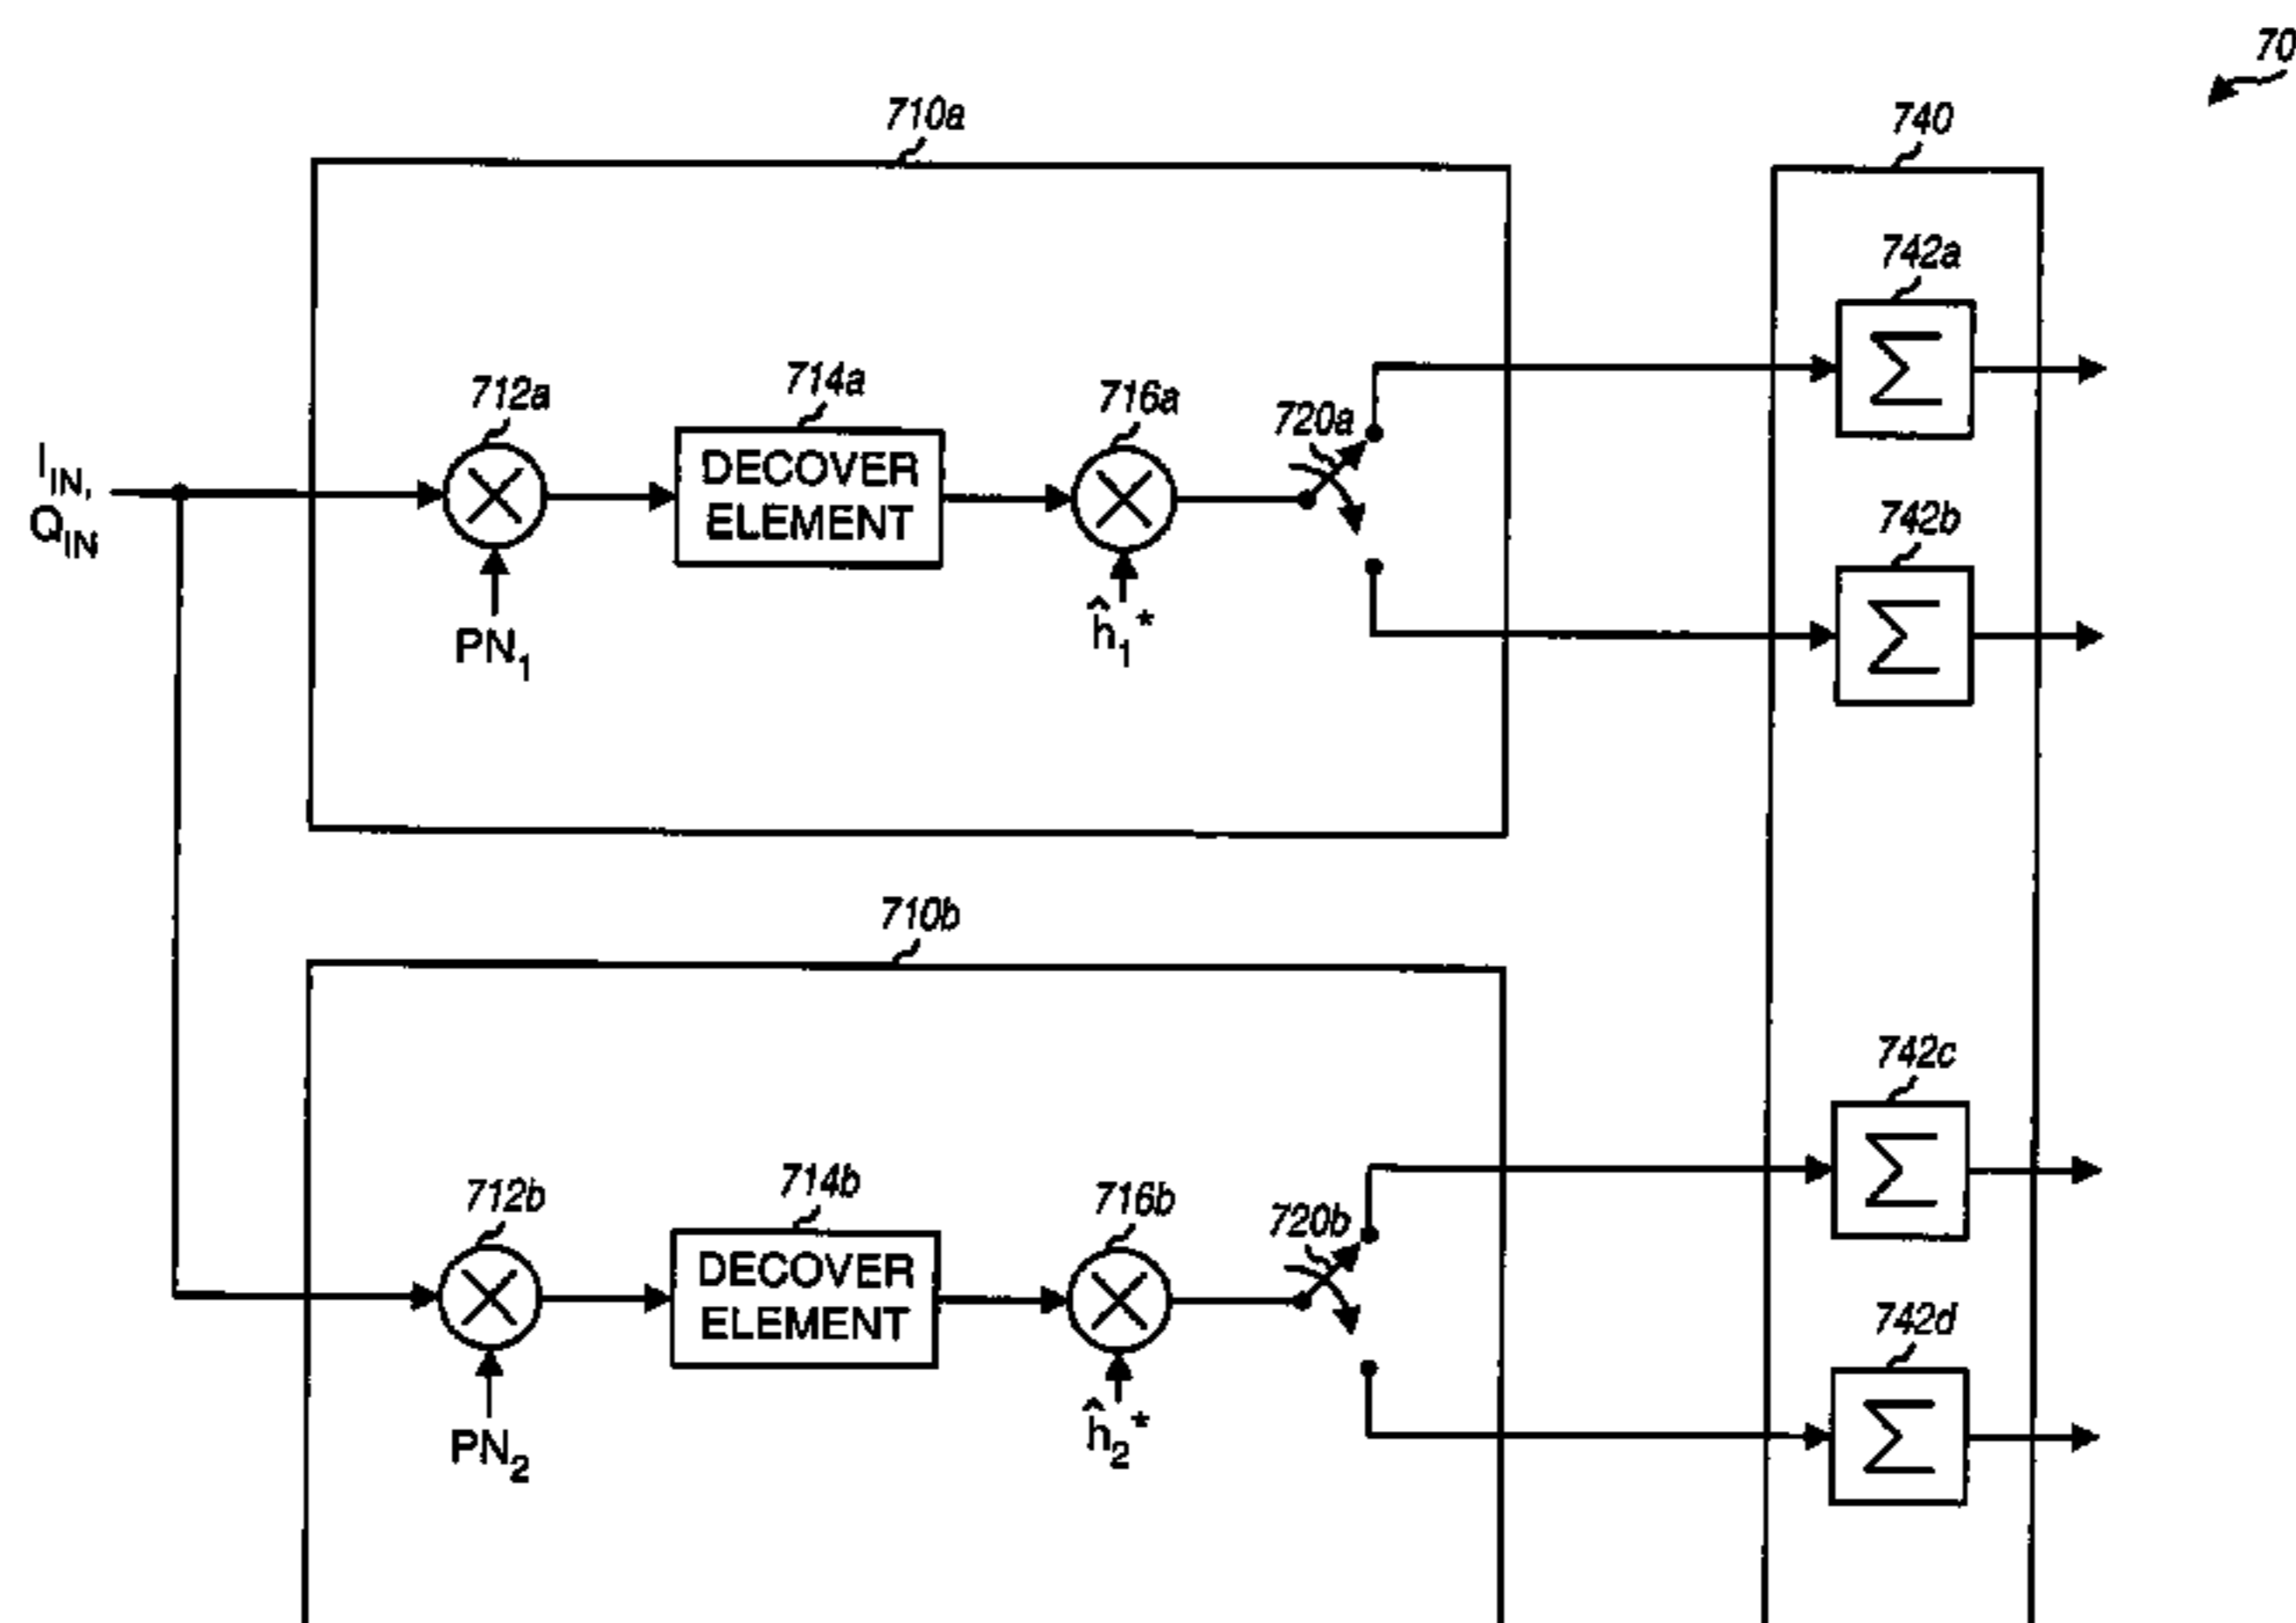 70
710a
740
742a
712a
714a
716a
720a
I_IN,
Q_IN
DECOVER
ELEMENT
742b
PN_1
ĥ_1*
Σ
Σ
710b
742c
712b
714b
716b
720b
DECOVER
ELEMENT
742d
PN_2
ĥ_2*
Σ
Σ